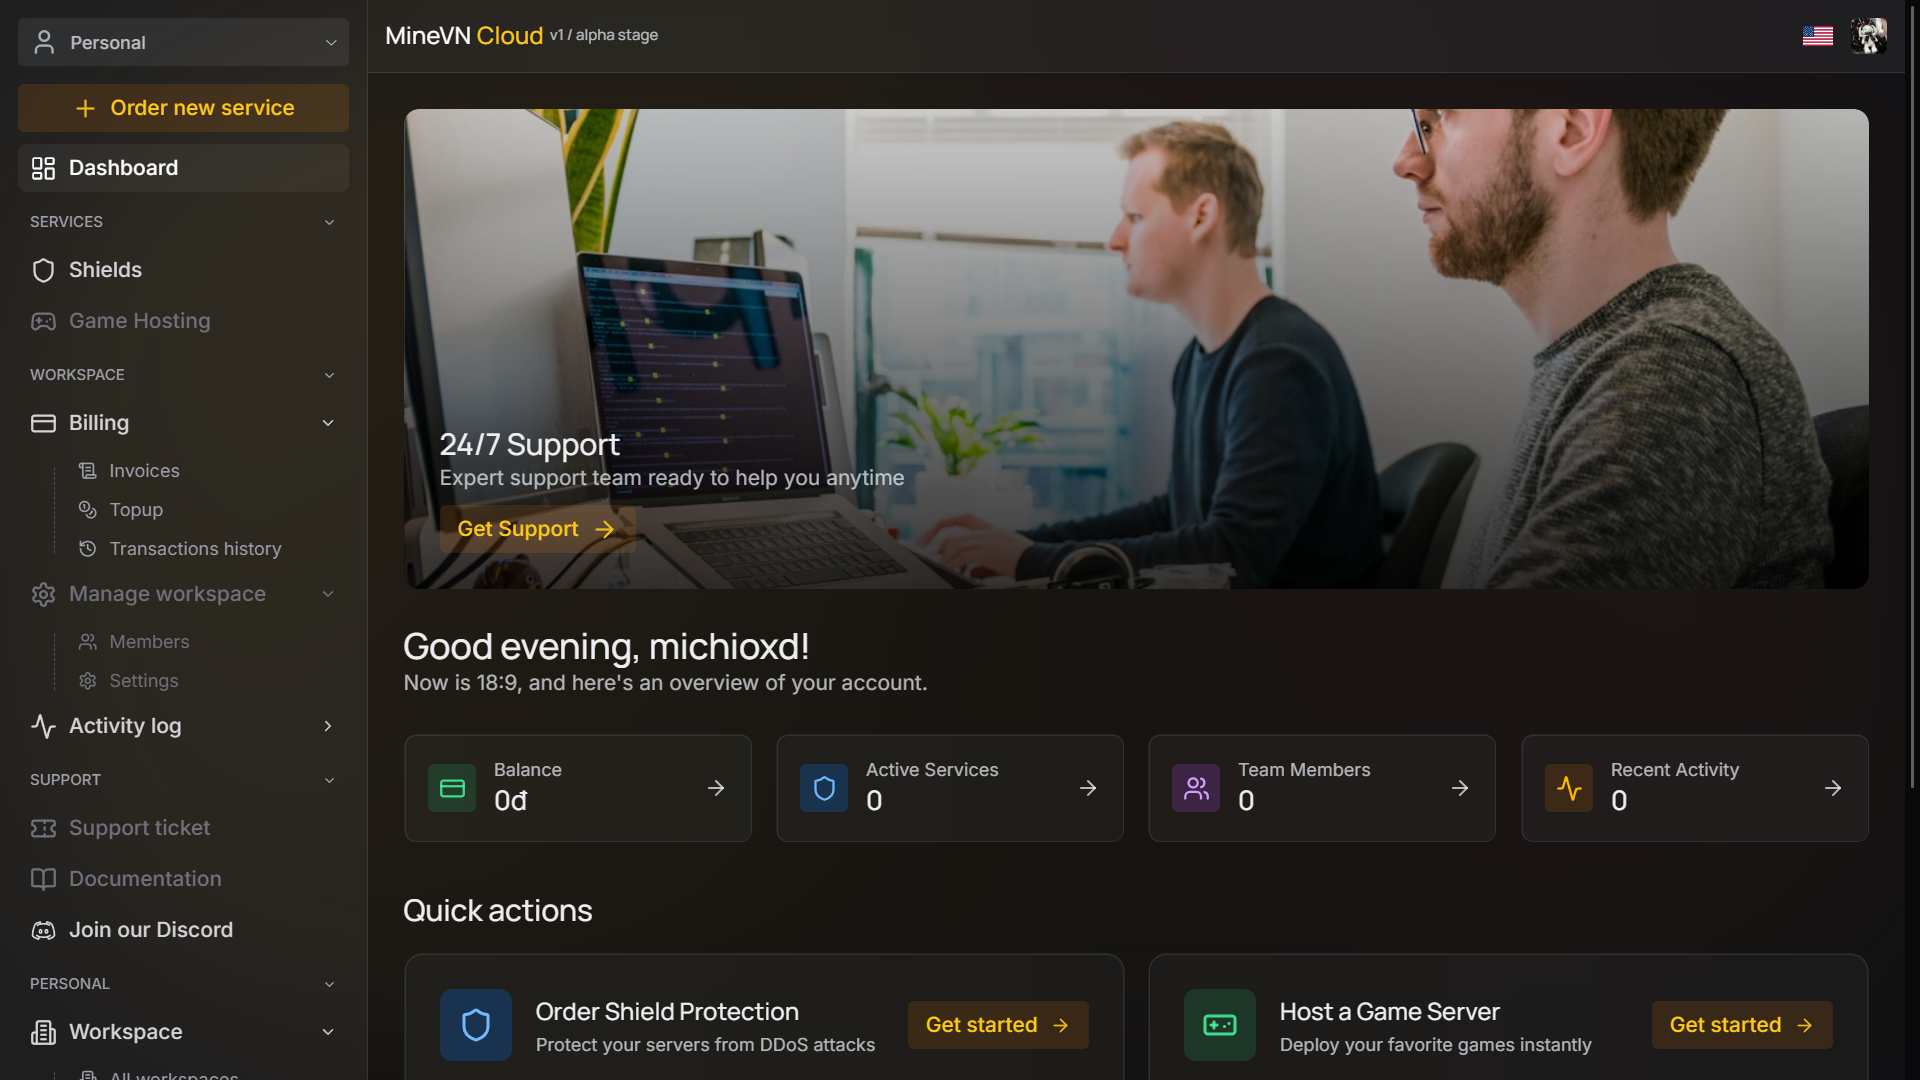 Personal
Order new service
Dashboard
SERVICES
Shields
Game Hosting
WORKSPACE
Billing
Invoices
Topup
Transactions history
Manage workspace
Members
Settings
Activity log
SUPPORT
Support ticket
Documentation
Join our Discord
PERSONAL
Workspace
All workspaces
MineVN Cloud v1 / alpha stage
24/7 Support
Expert support team ready to help you anytime
Get Support
Good evening, michioxd!
Now is 18:9, and here's an overview of your account.
Balance
0đ
Active Services
0
Team Members
0
Recent Activity
0
Quick actions
Order Shield Protection
Protect your servers from DDoS attacks
Get started
Host a Game Server
Deploy your favorite games instantly
Get started